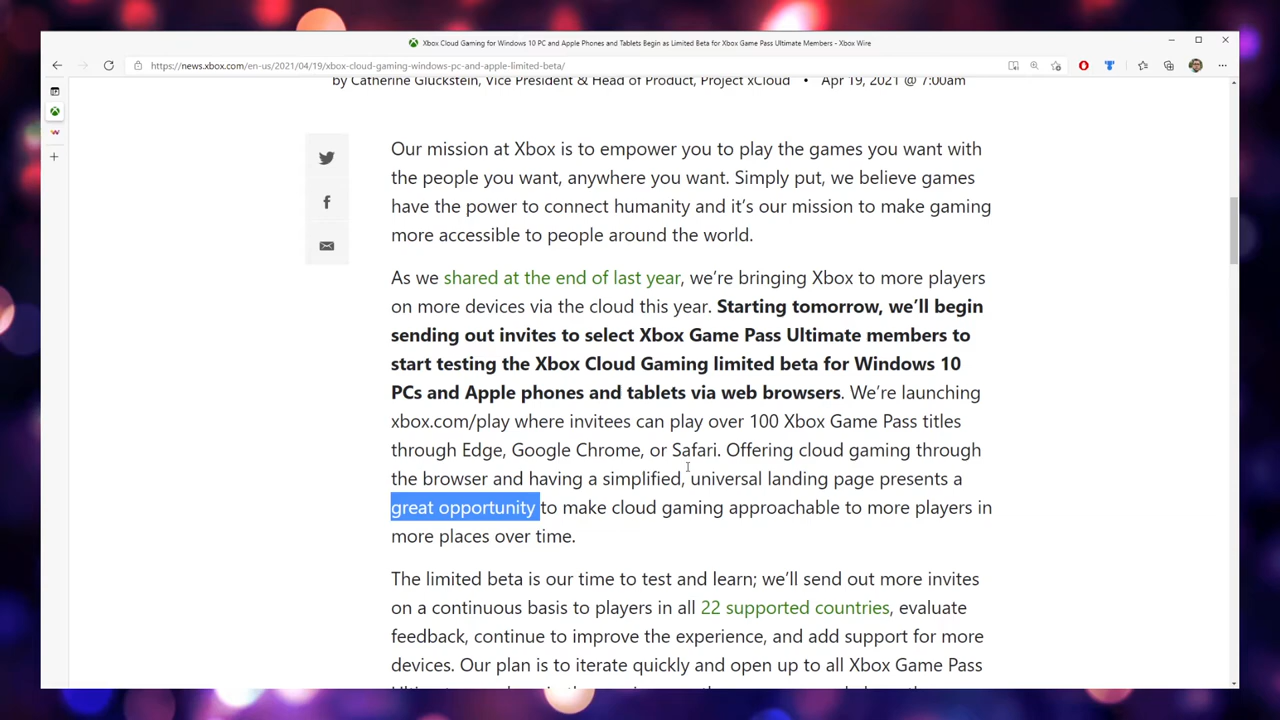 Xbox Cloud Gaming for Windows 10 PC and Apple Phones and Tablets Begin as Limited Beta for Xbox Game Pass Ultimate Members - Xbox Wire
https://news.xbox.com/en-us/2021/04/19/xbox-cloud-gaming-windows-pc-and-apple-limited-beta/
by Catherine Gluckstein, Vice President & Head of Product, Project xCloud • Apr 19, 2021 @ 7:00am
Our mission at Xbox is to empower you to play the games you want with
the people you want, anywhere you want. Simply put, we believe games
have the power to connect humanity and it's our mission to make gaming
more accessible to people around the world.
As we shared at the end of last year, we're bringing Xbox to more players
on more devices via the cloud this year. Starting tomorrow, we'll begin
sending out invites to select Xbox Game Pass Ultimate members to
start testing the Xbox Cloud Gaming limited beta for Windows 10
PCs and Apple phones and tablets via web browsers. We're launching
xbox.com/play where invitees can play over 100 Xbox Game Pass titles
through Edge, Google Chrome, or Safari. Offering cloud gaming through
the browser and having a simplified, universal landing page presents a
great opportunity to make cloud gaming approachable to more players in
more places over time.
The limited beta is our time to test and learn; we'll send out more invites
on a continuous basis to players in all 22 supported countries, evaluate
feedback, continue to improve the experience, and add support for more
devices. Our plan is to iterate quickly and open up to all Xbox Game Pass